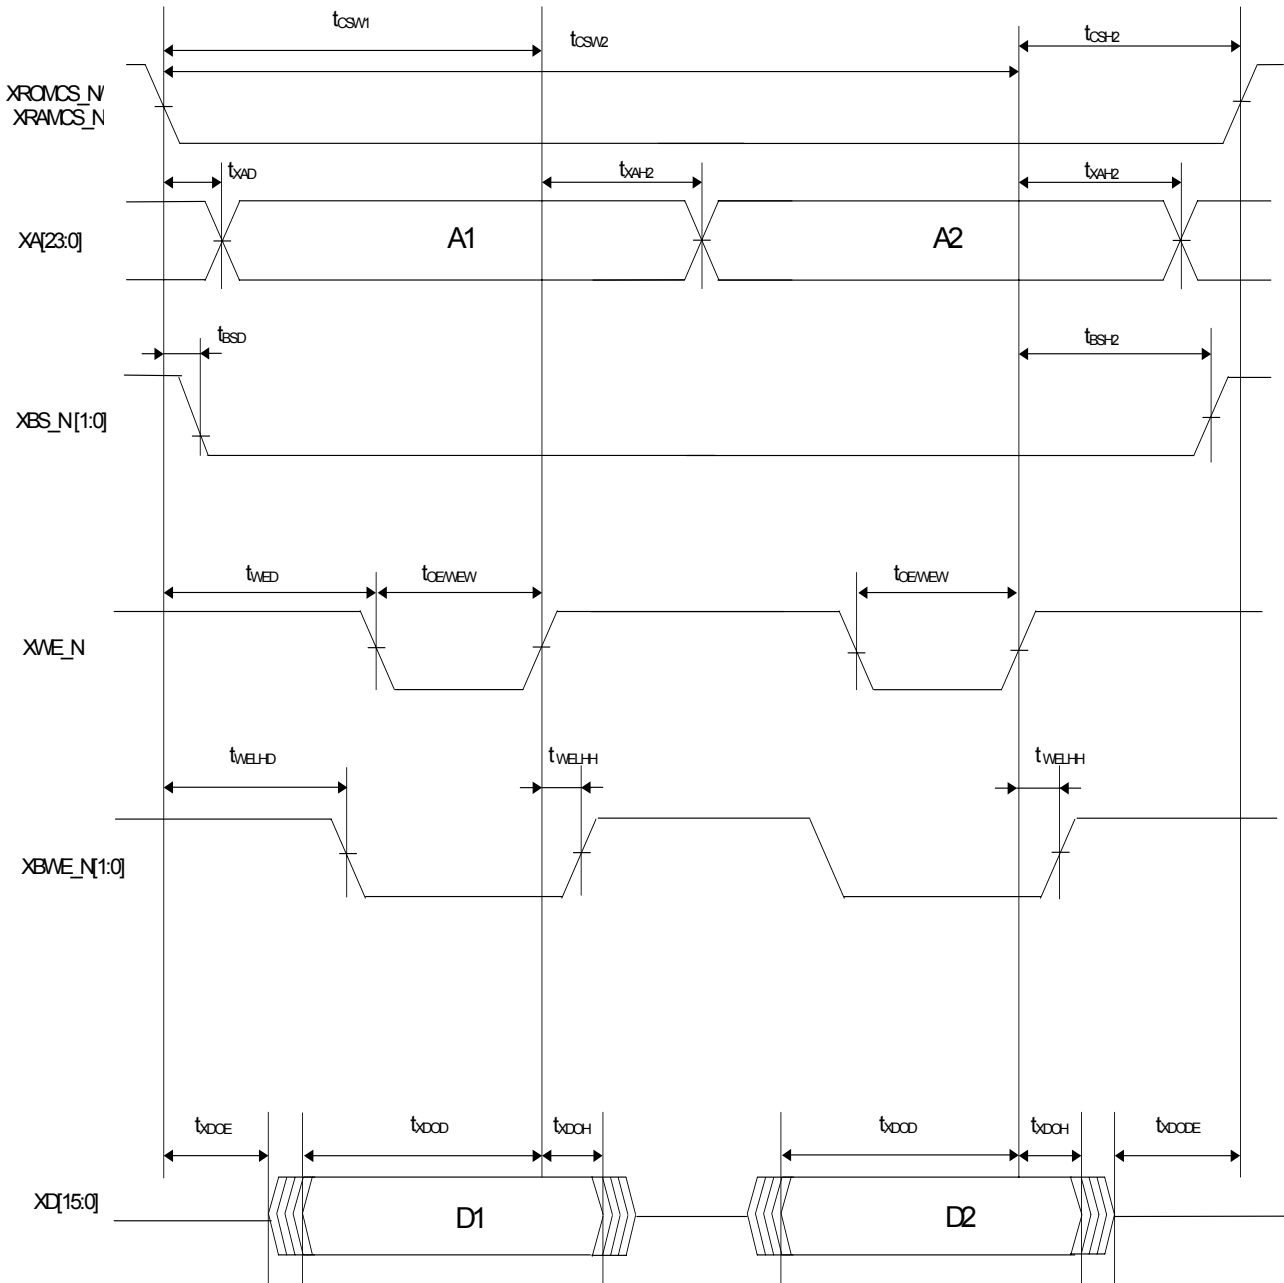 tCSW1
tCSW2
tCSH2
XROMCS_N/
XRAMCS_N
tXAD
tXAH2
tXAH2
XA[23:0]
A1
A2
tBSD
tBSH2
XBS_N[1:0]
tWED
tOE/WEW
tOE/WEW
XWE_N
tWELHD
tWELHH
tWELHH
XBWE_N[1:0]
tXDOE
tXDOD
tXDOH
tXDOD
tXDOH
tXDODE
XD[15:0]
D1
D2